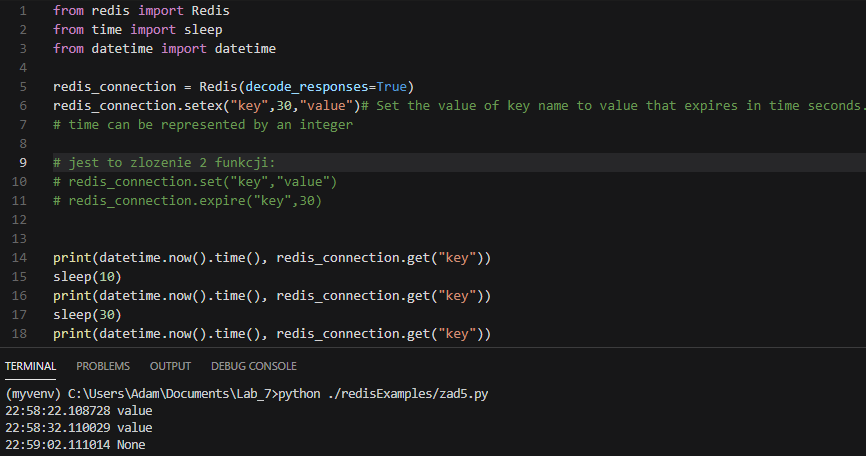 1 from redis import Redis
2 from time import sleep
3 from datetime import datetime
4
5 redis_connection = Redis(decode_responses=True)
6 redis_connection.setex("key",30,"value")# Set the value of key name to value that expires in time seconds.
7 # time can be represented by an integer
8
9 # jest to zlozenie 2 funkcji:
10 # redis_connection.set("key","value")
11 # redis_connection.expire("key",30)
12
13
14 print(datetime.now().time(), redis_connection.get("key"))
15 sleep(10)
16 print(datetime.now().time(), redis_connection.get("key"))
17 sleep(30)
18 print(datetime.now().time(), redis_connection.get("key"))
TERMINAL PROBLEMS OUTPUT DEBUG CONSOLE
(myvenv) C:\Users\Adam\Documents\Lab_7>python ./redisExamples/zad5.py
22:58:22.108728 value
22:58:32.110029 value
22:59:02.111014 None